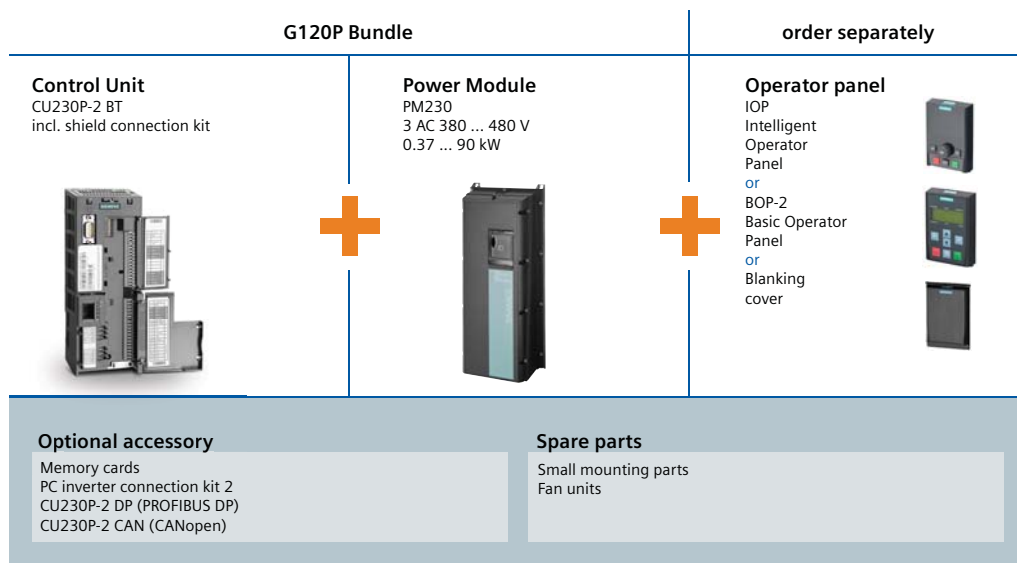 G120P Bundle
order separately
Control Unit
CU230P-2 BT
incl. shield connection kit
Power Module
PM230
3 AC 380 ... 480 V
0.37 ... 90 kW
Operator panel
IOP
Intelligent
Operator
Panel
or
BOP-2
Basic Operator
Panel
or
Blanking
cover
Optional accessory
Memory cards
PC inverter connection kit 2
CU230P-2 DP (PROFIBUS DP)
CU230P-2 CAN (CANopen)
Spare parts
Small mounting parts
Fan units